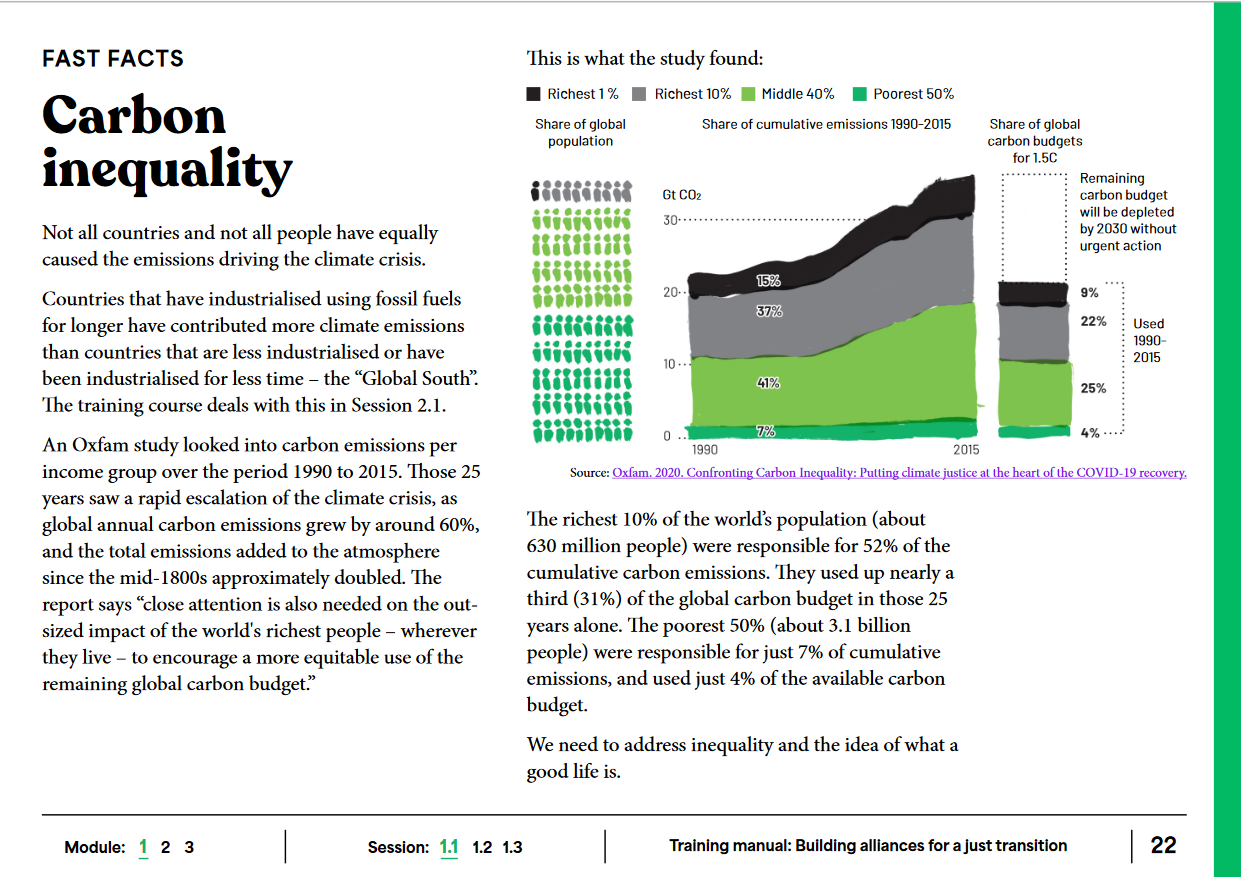 FAST FACTS
Carbon
inequality
Not all countries and not all people have equally
caused the emissions driving the climate crisis.
Countries that have industrialised using fossil fuels
for longer have contributed more climate emissions
than countries that are less industrialised or have
been industrialised for less time – the “Global South”.
The training course deals with this in Session 2.1.
An Oxfam study looked into carbon emissions per
income group over the period 1990 to 2015. Those 25
years saw a rapid escalation of the climate crisis, as
global annual carbon emissions grew by around 60%,
and the total emissions added to the atmosphere
since the mid-1800s approximately doubled. The
report says “close attention is also needed on the out-
sized impact of the world's richest people – wherever
they live – to encourage a more equitable use of the
remaining global carbon budget.”
This is what the study found:
Richest 1 % Richest 10% Middle 40% Poorest 50%
Share of global
population
Share of cumulative emissions 1990-2015
Gt CO₂
30
20
10
0
15%
37%
41%
7%
1990 2015
Share of global
carbon budgets
for 1.5C
Remaining
carbon budget
will be depleted
by 2030 without
urgent action
9%
22%
25%
4%
Used
1990-
2015
Source: Oxfam. 2020. Confronting Carbon Inequality: Putting climate justice at the heart of the COVID-19 recovery.
The richest 10% of the world’s population (about
630 million people) were responsible for 52% of the
cumulative carbon emissions. They used up nearly a
third (31%) of the global carbon budget in those 25
years alone. The poorest 50% (about 3.1 billion
people) were responsible for just 7% of cumulative
emissions, and used just 4% of the available carbon
budget.
We need to address inequality and the idea of what a
good life is.
Module: 1 2 3
Session: 1.1 1.2 1.3
Training manual: Building alliances for a just transition
22